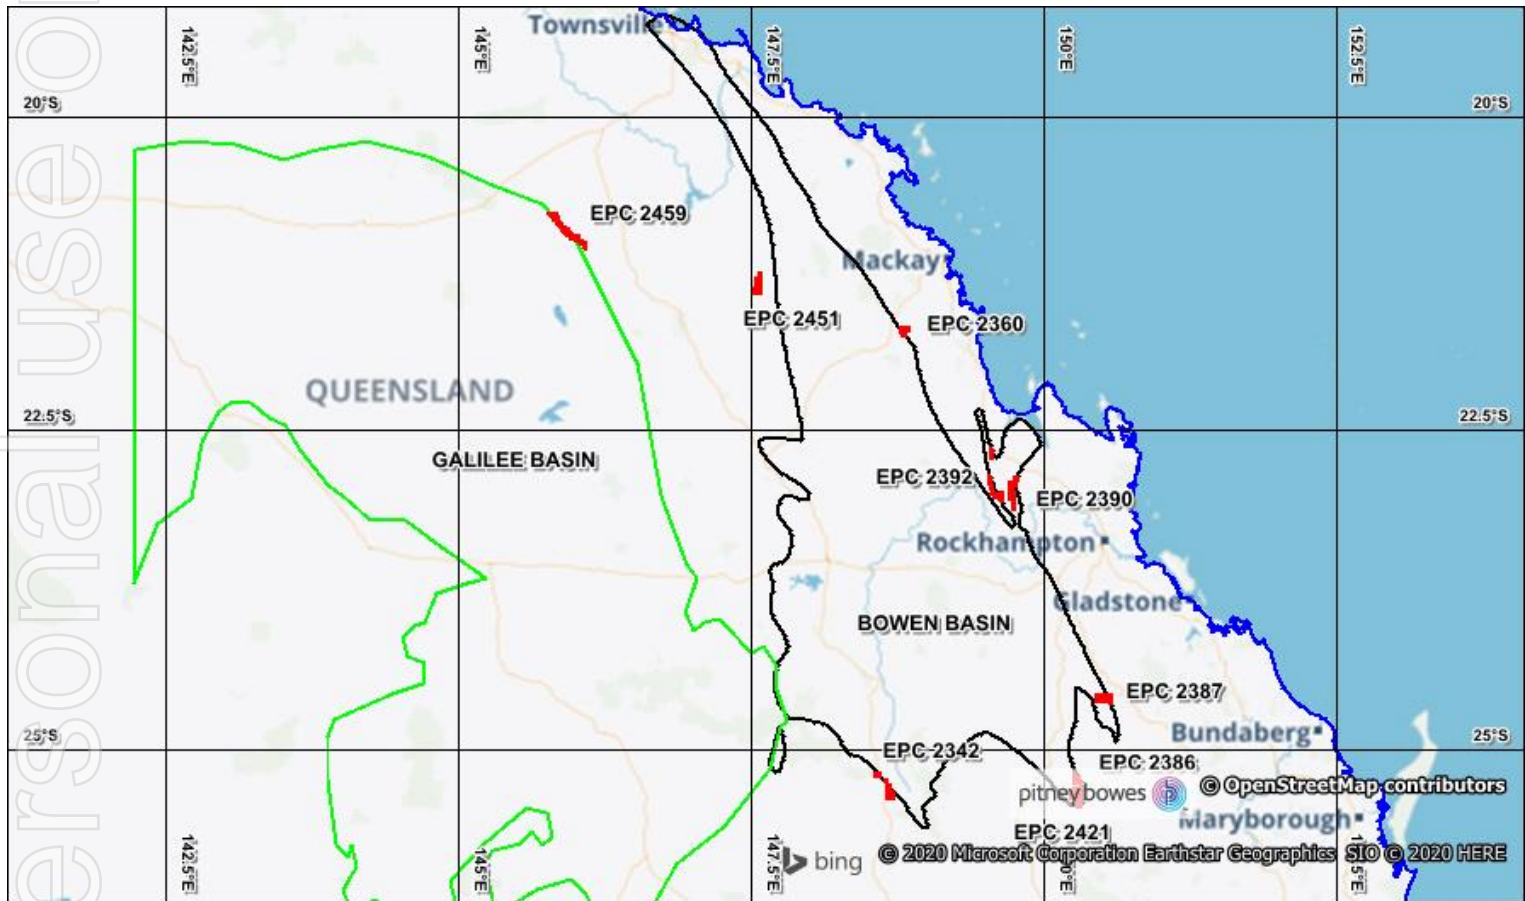 ersonal use o
Townsville
142.5°E
145°E
147.5°E
150°E
152.5°E
20°S
20°S
EPC 2459
Mackay
EPC 2451
EPC 2360
QUEENSLAND
22.5°S
22.5°S
GALILEE BASIN
EPC 2392
EPC 2390
Rockhampton
Gladstone
BOWEN BASIN
EPC 2387
Bundaberg
25°S
25°S
EPC 2342
EPC 2386
pitney bowes
© OpenStreetMap contributors
Maryborough
EPC 2421
142.5°E
145°E
147.5°E
bing
© 2020 Microsoft Corporation Earthstar Geographics SIO © 2020 HERE